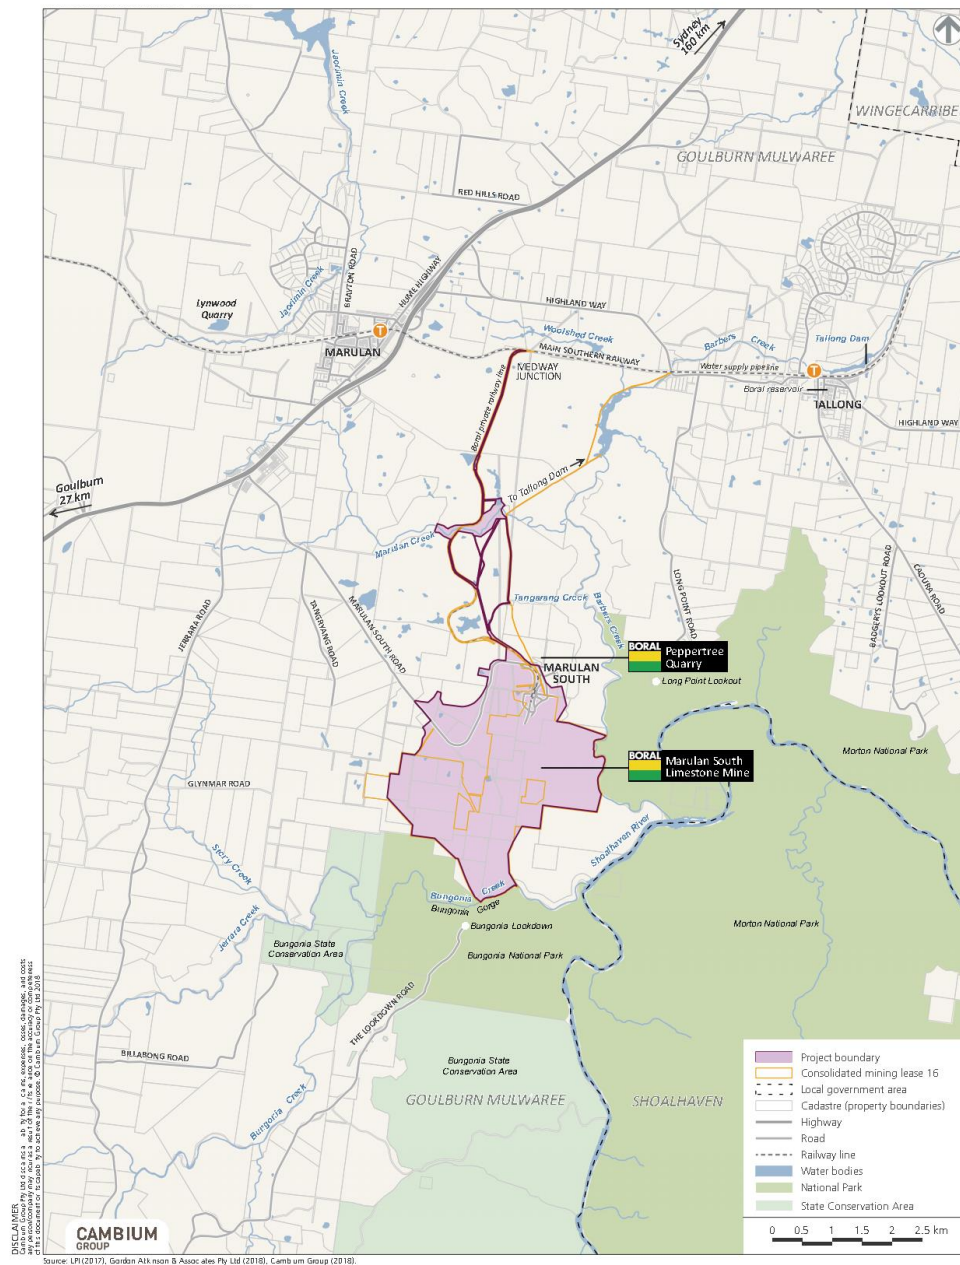 Sydney
160 km
Jaorimin Creek
WINGECARRIBE
GOULBURN MULWAREE
RED HILLS ROAD
BRAYTON ROAD
HUME HIGHWAY
Jaorimin Creek
Lynwood
Quarry
HIGHLAND WAY
Woolshed Creek
Barbers
Creek
Tallong Dam
T
MARULAN
MAIN SOUTHERN RAILWAY
MEDWAY
JUNCTION
Water supply pipeline
T
Boral reservoir
TALLONG
HIGHLAND WAY
Boral private railway line
Goulburn
27 km
To Tallong Dam
Marulan Creek
Tangarang Creek
Barbers Creek
LONG POINT ROAD
BADGERYS LOOKOUT ROAD
CAOURA ROAD
JERRARA ROAD
TANGRYANG ROAD
MARULAN SOUTH ROAD
MARULAN
SOUTH
BORAL
Peppertree
Quarry
Long Point Lookout
Morton National Park
BORAL
Marulan South
Limestone Mine
GLYNMAR ROAD
Shoalhaven River
Story Creek
Bungonia
Creek
Bungonia
Gorge
Jerrara Creek
Bungonia Lookdown
Morton National Park
Bungonia State
Conservation Area
Bungonia National Park
THE LOOKDOWN ROAD
BILLABONG ROAD
Bungonia State
Conservation Area
GOULBURN MULWAREE
SHOALHAVEN
Bungonia Creek
Project boundary
Consolidated mining lease 16
Local government area
Cadastre (property boundaries)
Highway
Road
Railway line
Water bodies
National Park
State Conservation Area
0 0.5 1 1.5 2 2.5 km
CAMBIUM
GROUP
DISCLAIMER
Source: LPI (2017), Gordon Atkinson & Associates Pty Ltd (2018), Cambium Group (2018).